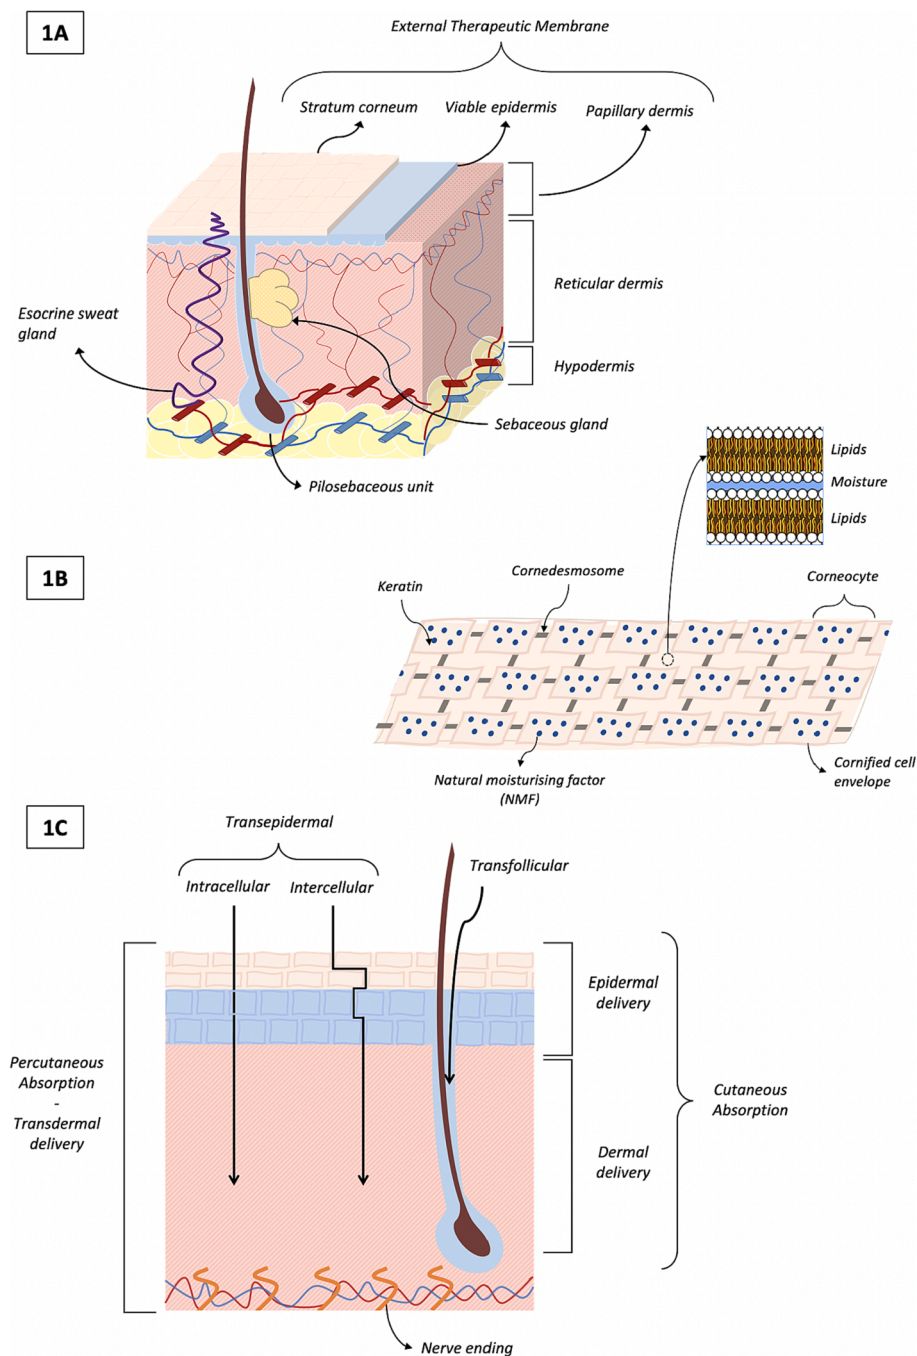 1A
External Therapeutic Membrane
Stratum corneum
Viable epidermis
Papillary dermis
Reticular dermis
Esocrine sweat
gland
Hypodermis
Sebaceous gland
Pilosebaceous unit
Lipids
Moisture
Lipids
1B
Cornedesmosome
Corneocyte
Keratin
Natural moisturising factor
(NMF)
Cornified cell
envelope
1C
Transepidermal
Intracellular
Intercellular
Transfollicular
Epidermal
delivery
Percutaneous
Absorption
-
Transdermal
delivery
Cutaneous
Absorption
Dermal
delivery
Nerve ending